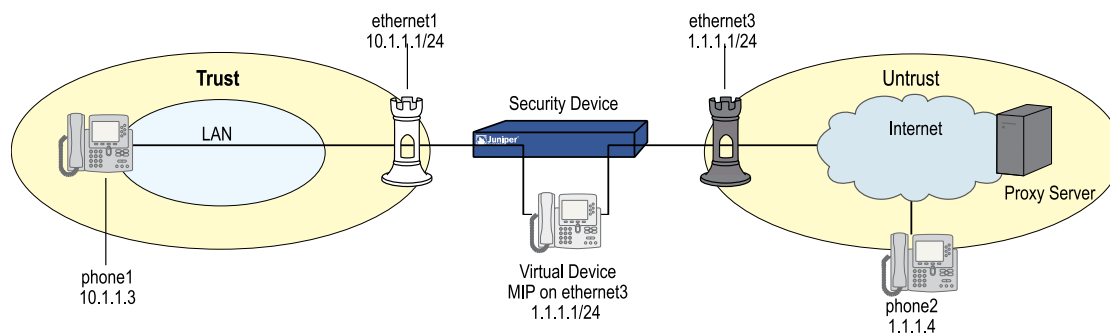 ethernet1
10.1.1.1/24
ethernet3
1.1.1.1/24
Trust
Untrust
Security Device
LAN
Internet
Juniper
Proxy Server
Virtual Device
MIP on ethernet3
1.1.1.1/24
phone1
10.1.1.3
phone2
1.1.1.4